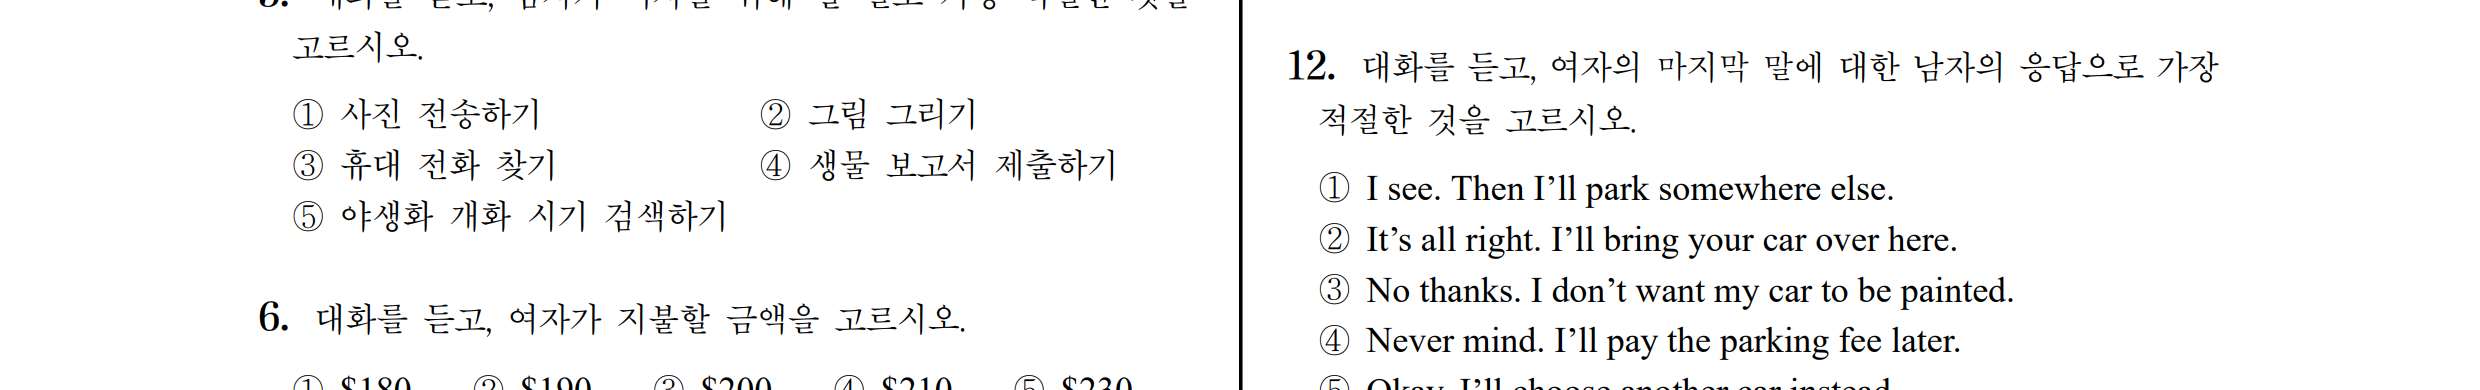 고르시오.
① 사진 전송하기 ② 그림 그리기
③ 휴대 전화 찾기 ④ 생물 보고서 제출하기
⑤ 야생화 개화 시기 검색하기
6. 대화를 듣고, 여자가 지불할 금액을 고르시오.
① $180 ② $190 ③ $200 ④ $210 ⑤ $230
12. 대화를 듣고, 여자의 마지막 말에 대한 남자의 응답으로 가장
적절한 것을 고르시오.
① I see. Then I’ll park somewhere else.
② It’s all right. I’ll bring your car over here.
③ No thanks. I don’t want my car to be painted.
④ Never mind. I’ll pay the parking fee later.
⑤ Okay. I’ll choose another car instead.